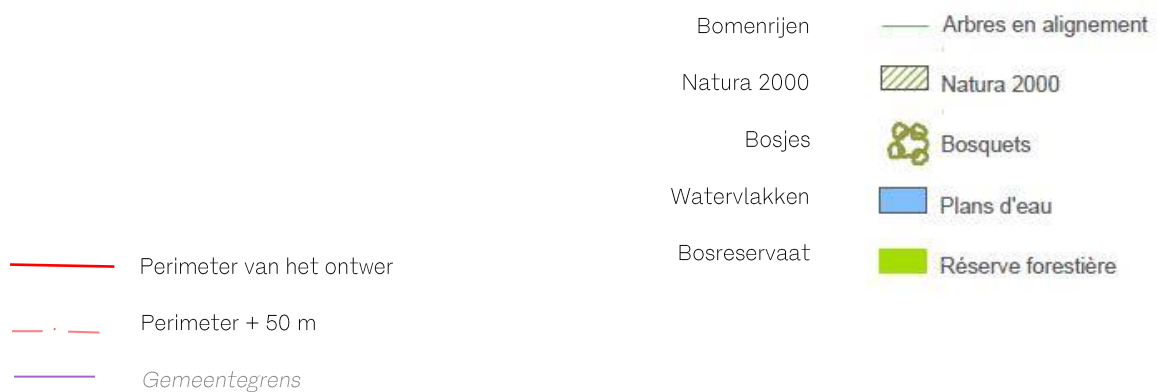 Bomenrijen Arbres en alignement
Natura 2000 Natura 2000
Bosjes Bosquets
Watervlakken Plans d'eau
Bosreservaat Réserve forestière
Perimeter van het ontwer
Perimeter + 50 m
Gemeentegrens